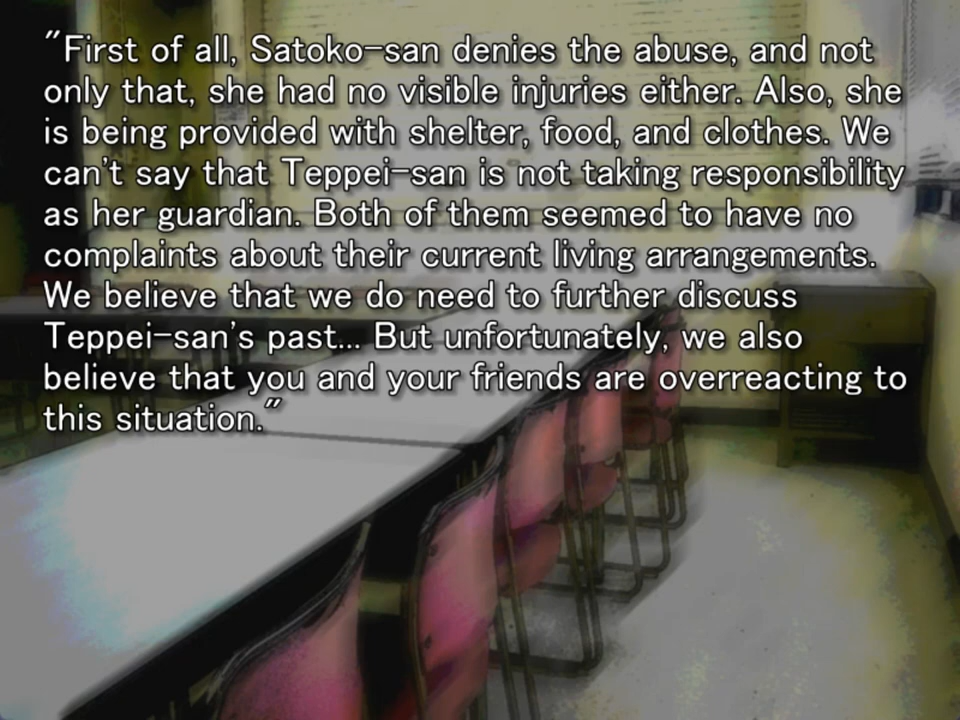 "First of all, Satoko-san denies the abuse, and not
only that, she had no visible injuries either. Also, she
is being provided with shelter, food, and clothes. We
can't say that Teppei-san is not taking responsibility
as her guardian. Both of them seemed to have no
complaints about their current living arrangements.
We believe that we do need to further discuss
Teppei-san's past... But unfortunately, we also
believe that you and your friends are overreacting to
this situation."